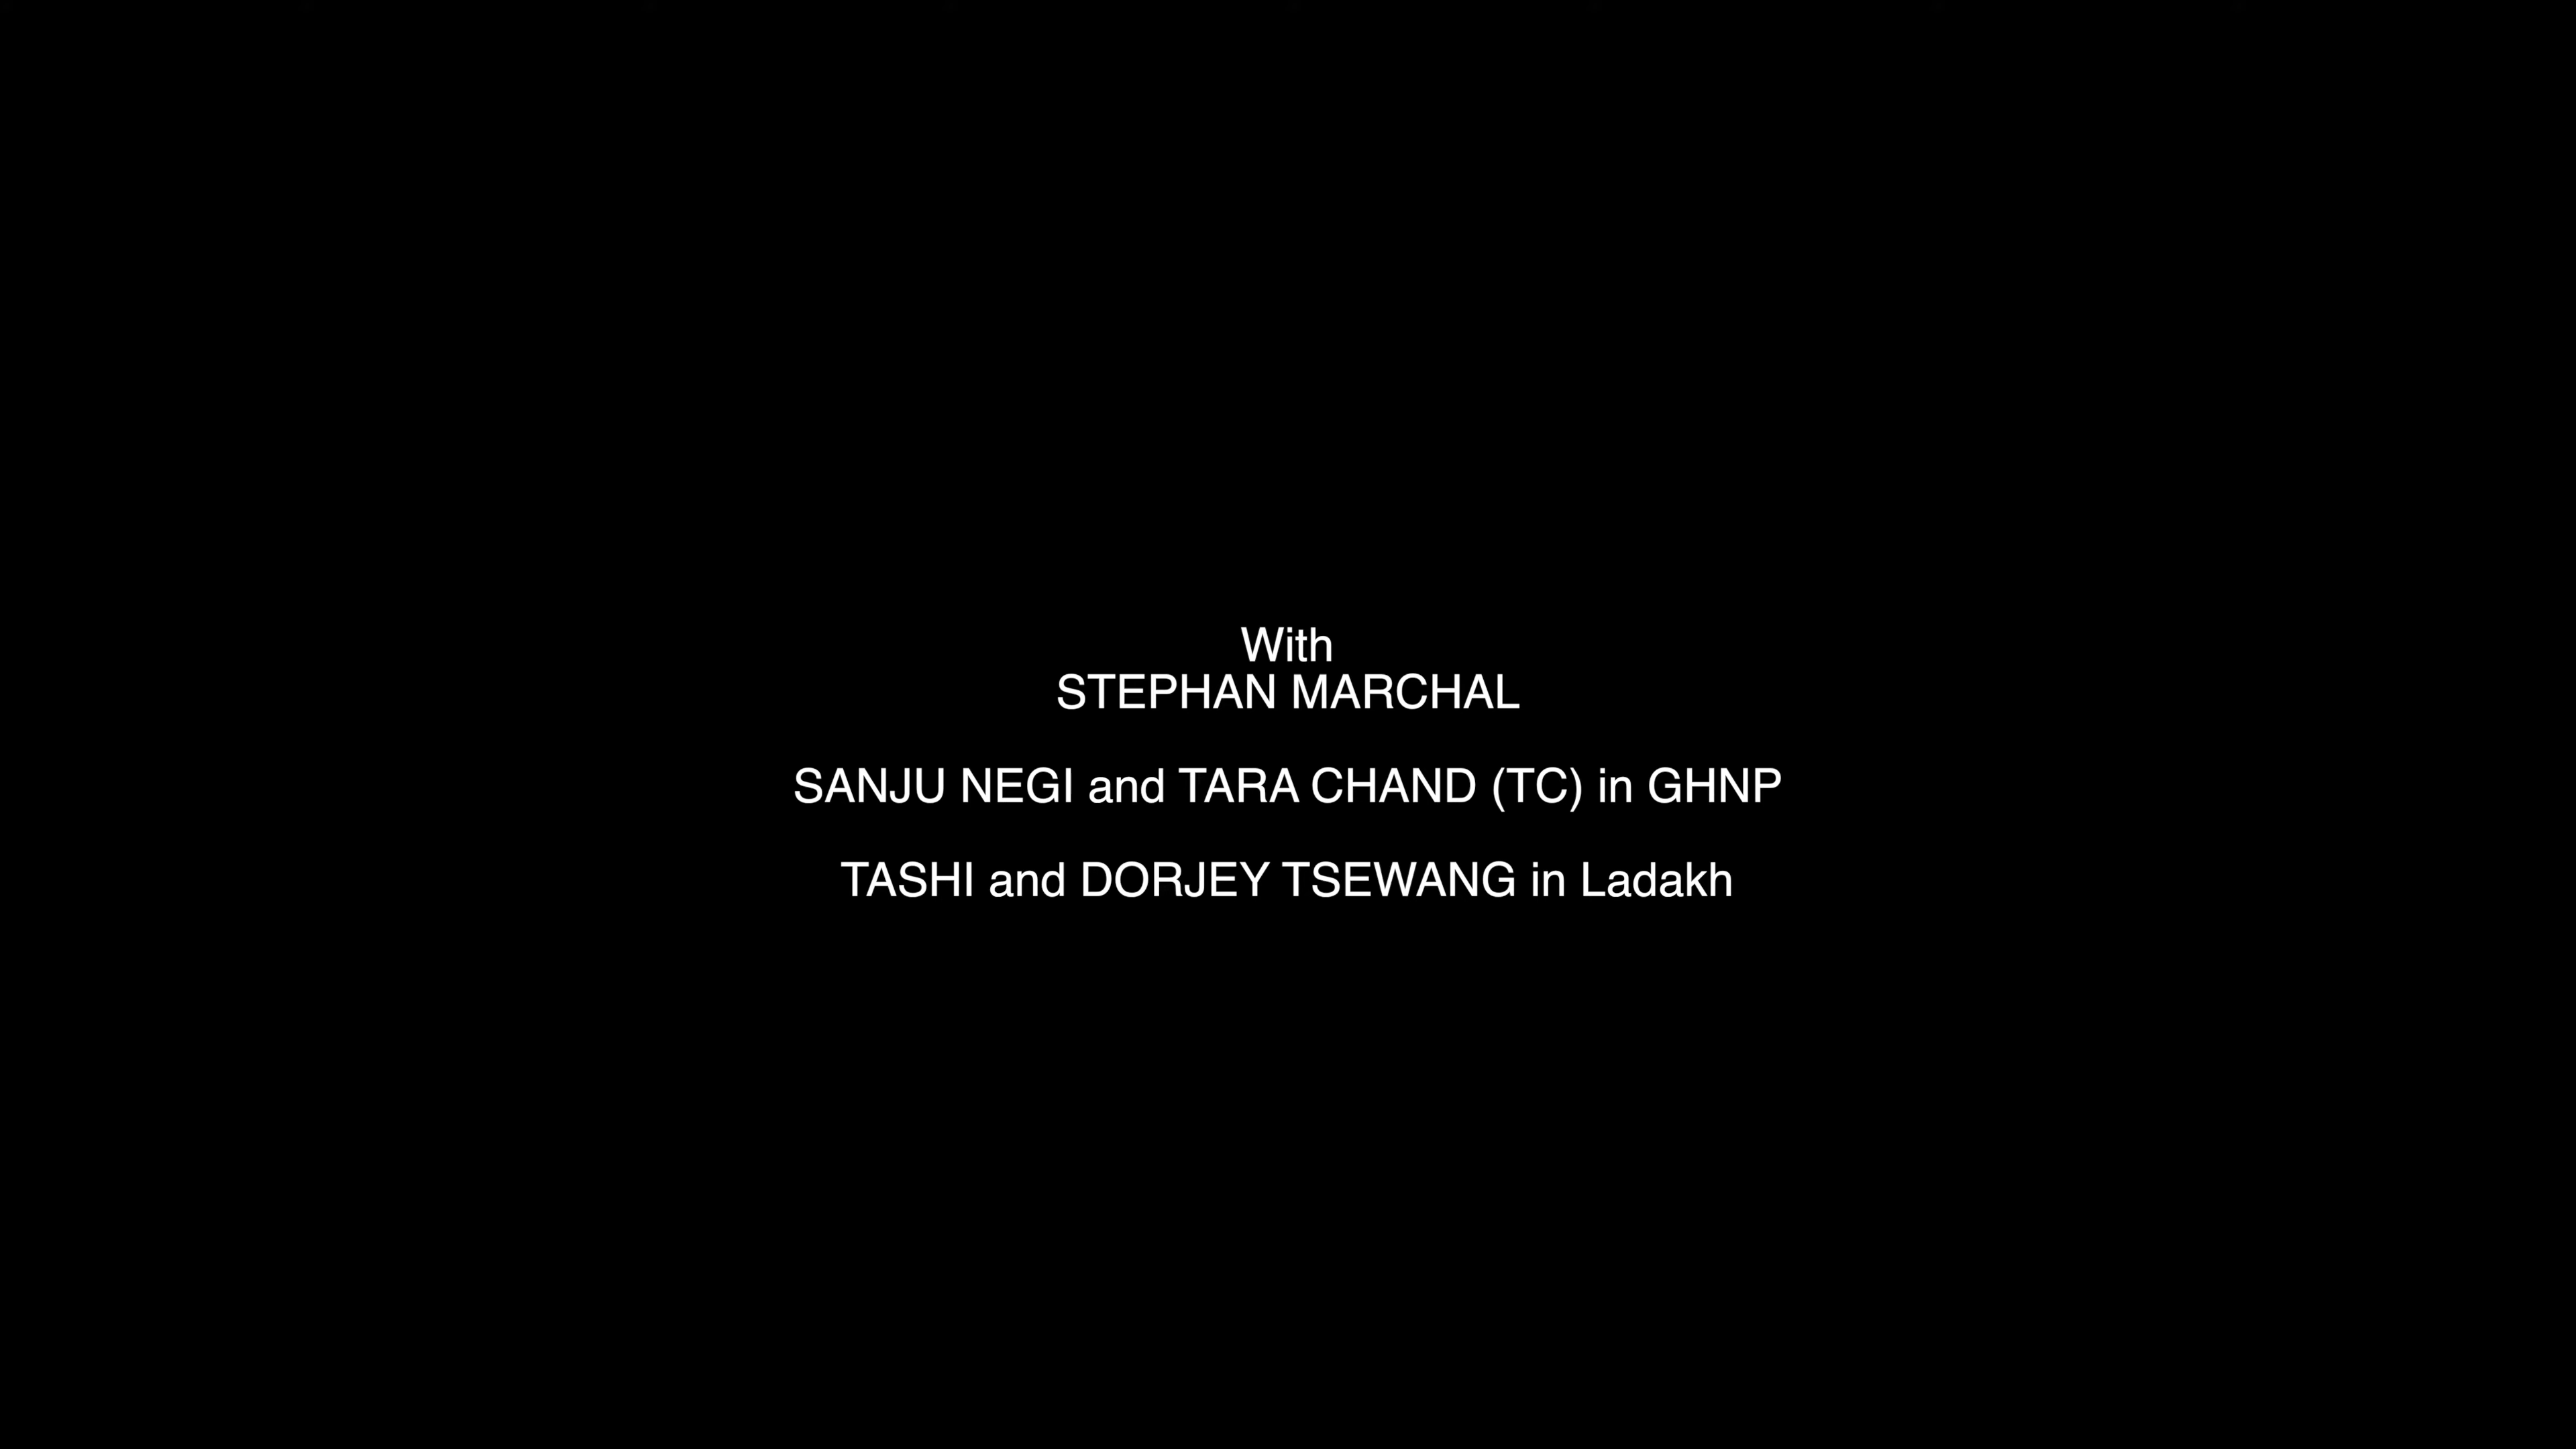 With
STEPHAN MARCHAL
SANJU NEGI and TARA CHAND (TC) in GHNP
TASHI and DORJEY TSEWANG in Ladakh